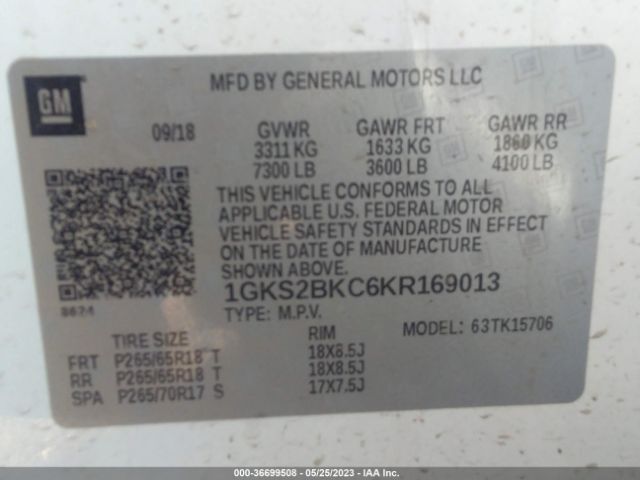 GM
MFD BY GENERAL MOTORS LLC
09/18 GVWR GAWR FRT GAWR RR
3311 KG 1633 KG 1860 KG
7300 LB 3600 LB 4100 LB
THIS VEHICLE CONFORMS TO ALL
APPLICABLE U.S. FEDERAL MOTOR
VEHICLE SAFETY STANDARDS IN EFFECT
ON THE DATE OF MANUFACTURE
SHOWN ABOVE.
1GKS2BKC6KR169013
8624
TYPE: M.P.V. MODEL: 63TK15706
TIRE SIZE RIM
FRT P265/65R18 T 18X8.5J
RR P265/65R18 T 18X8.5J
SPA P265/70R17 S 17X7.5J
000-36699508 — 05/25/2023 — IAA Inc.